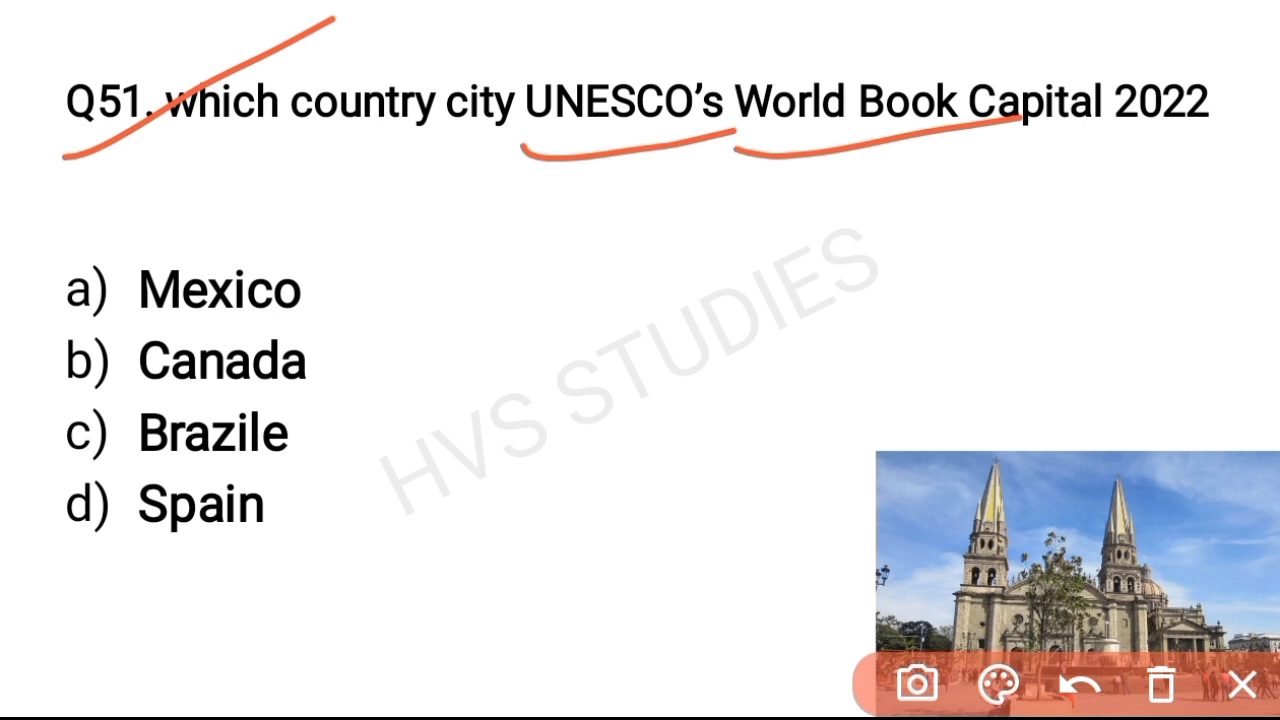 Q51. which country city UNESCO’s World Book Capital 2022
a) Mexico
b) Canada
c) Brazile
d) Spain
HVS STUDIES